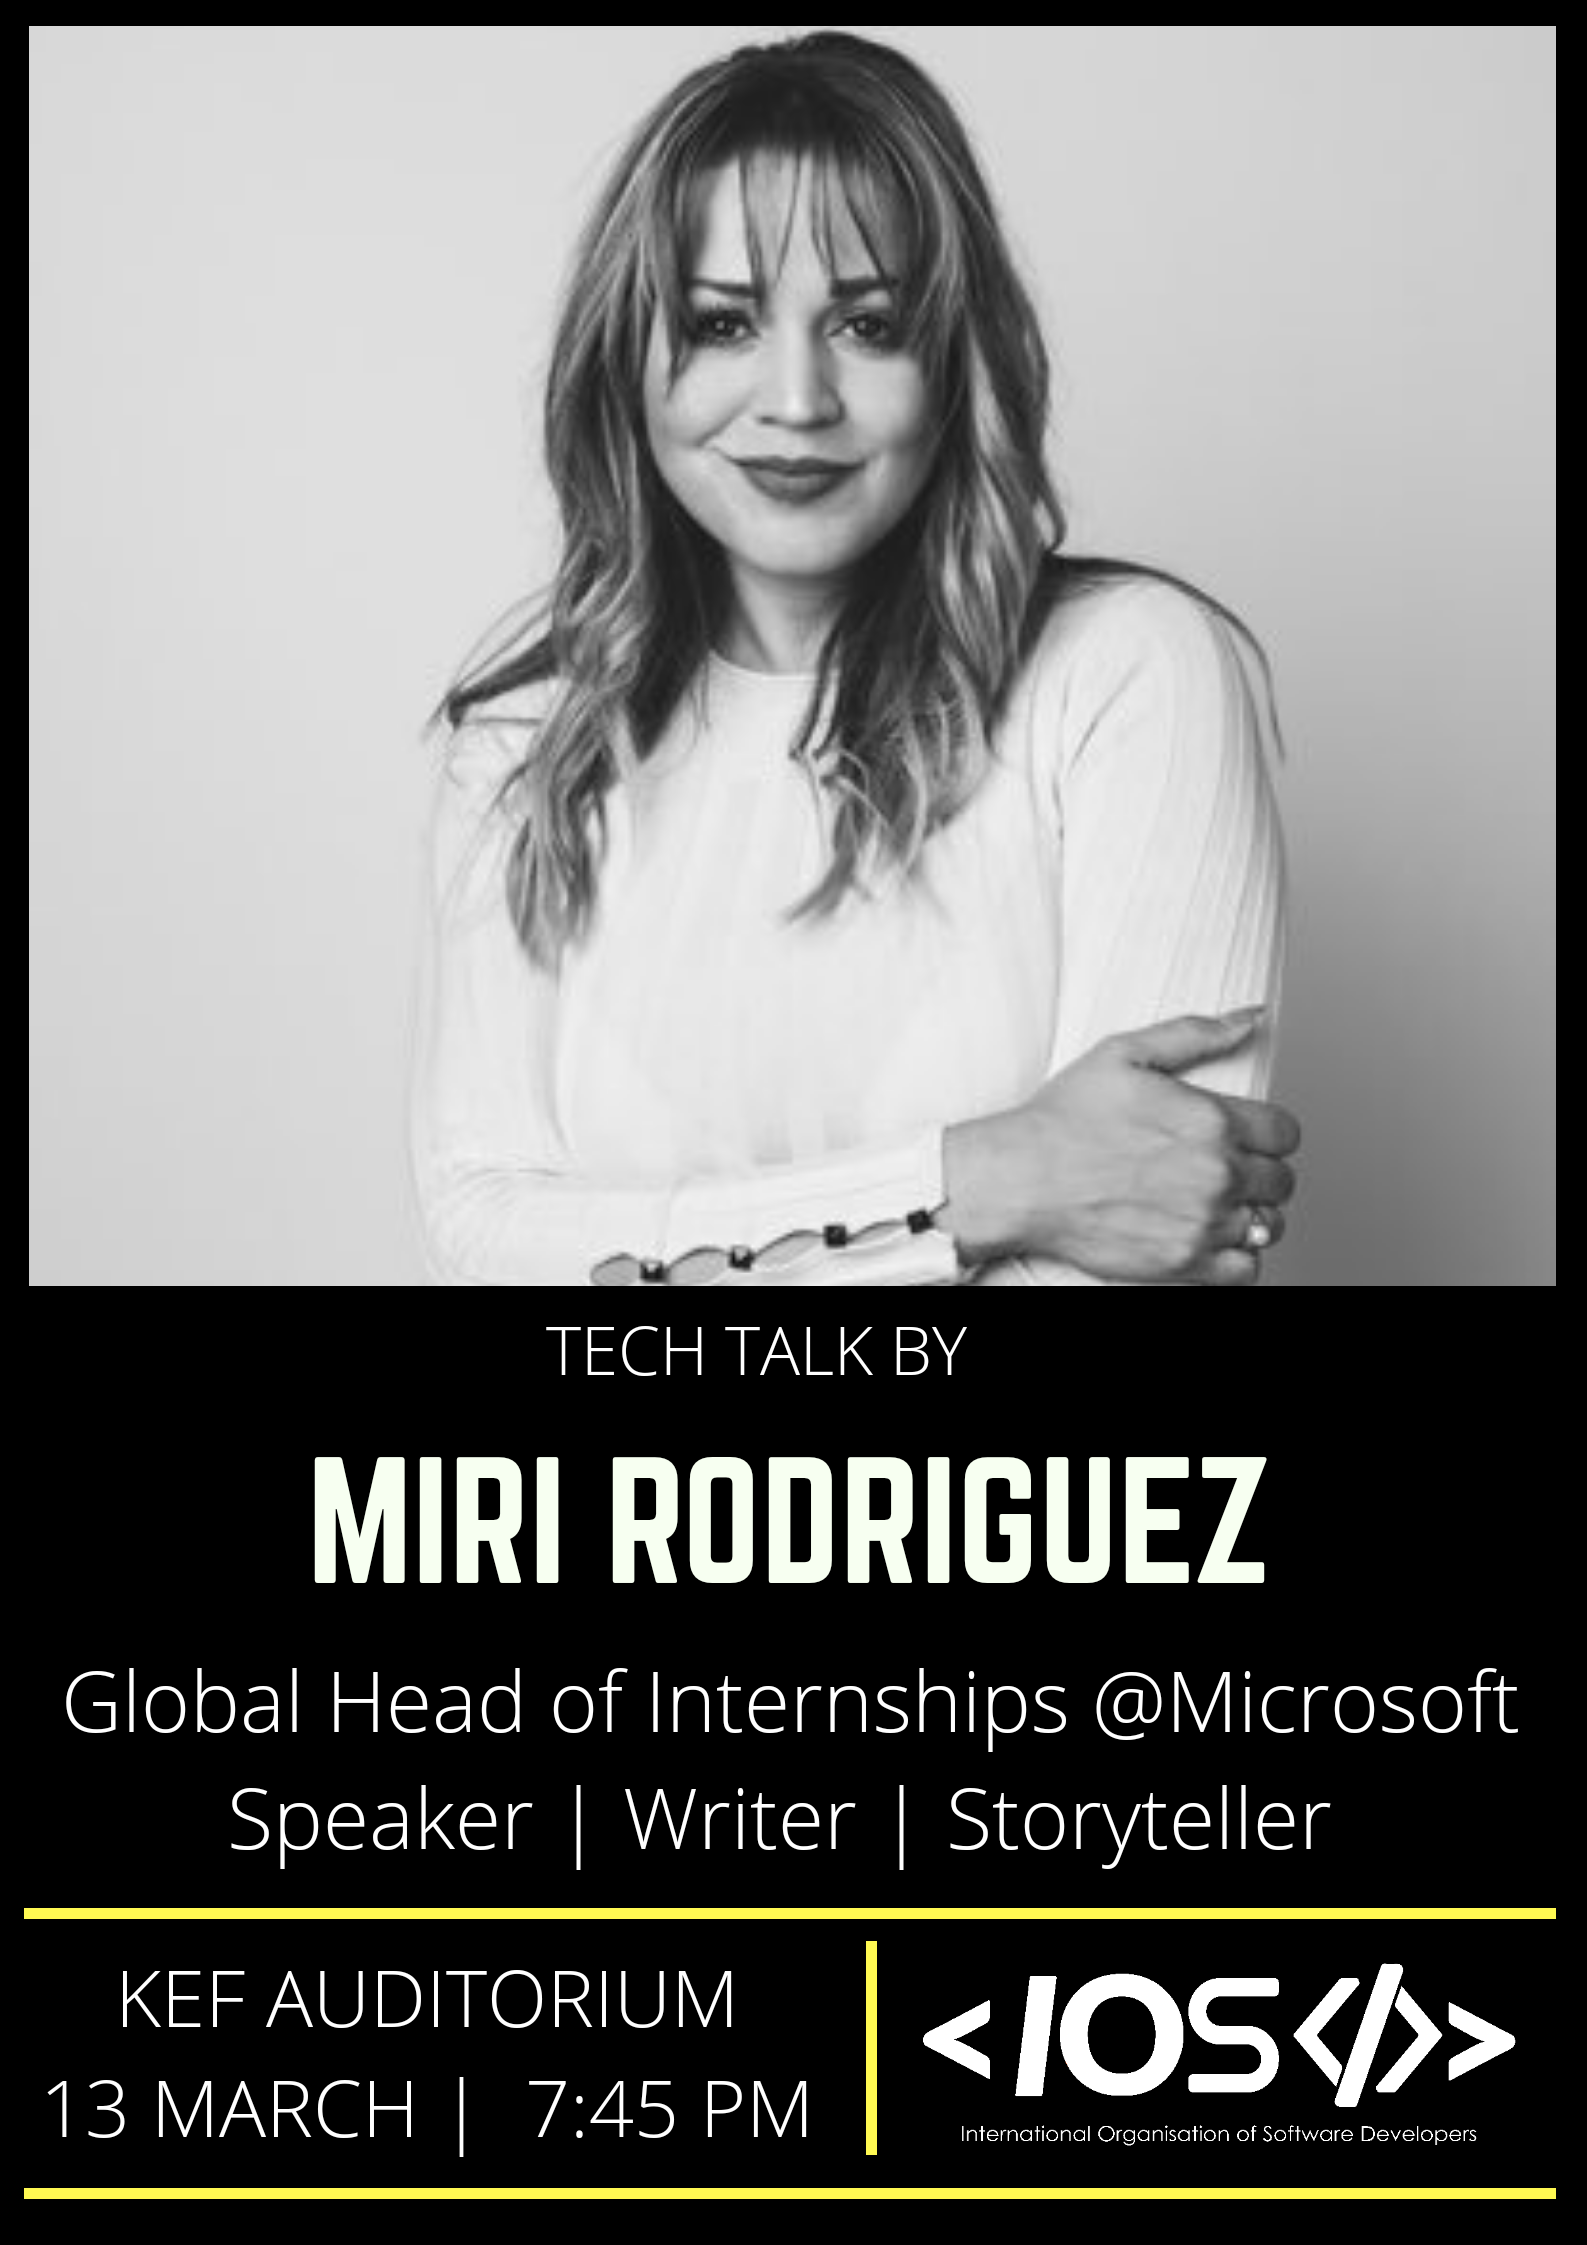 TECH TALK BY
MIRI RODRIGUEZ
Global Head of Internships @Microsoft
Speaker | Writer | Storyteller
KEF AUDITORIUM
13 MARCH | 7:45 PM
<IOS</>>
International Organisation of Software Developers